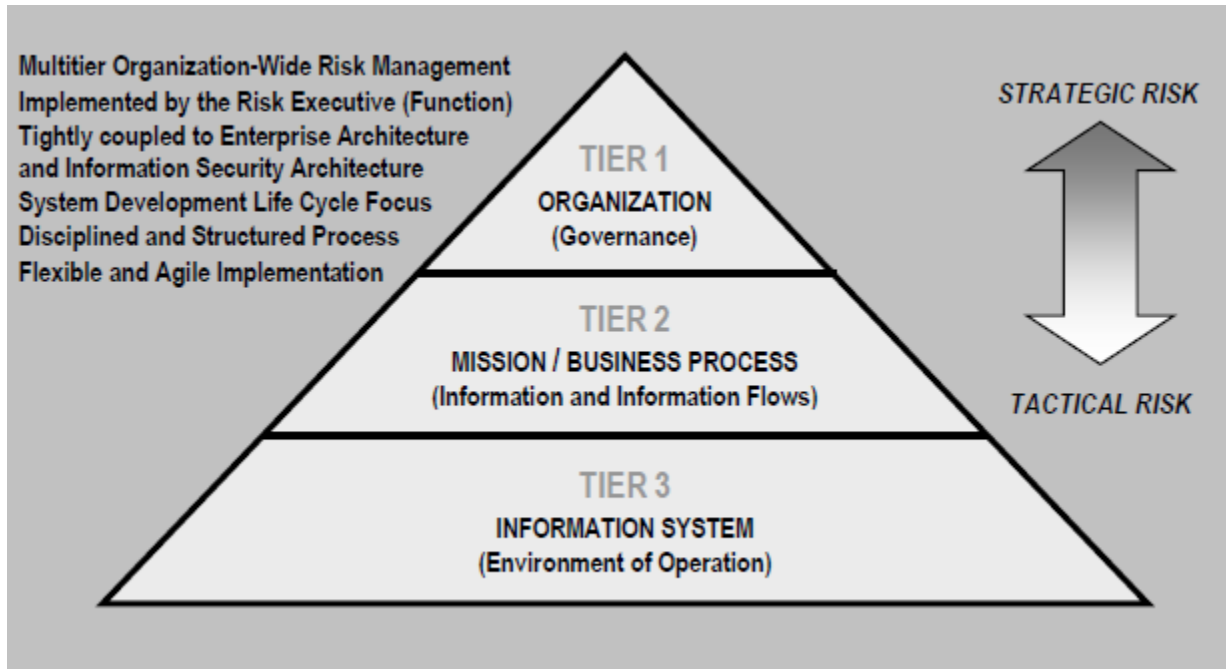 Multitier Organization-Wide Risk Management
Implemented by the Risk Executive (Function)
Tightly coupled to Enterprise Architecture
and Information Security Architecture
System Development Life Cycle Focus
Disciplined and Structured Process
Flexible and Agile Implementation
TIER 1
ORGANIZATION
(Governance)
TIER 2
MISSION / BUSINESS PROCESS
(Information and Information Flows)
TIER 3
INFORMATION SYSTEM
(Environment of Operation)
STRATEGIC RISK
TACTICAL RISK